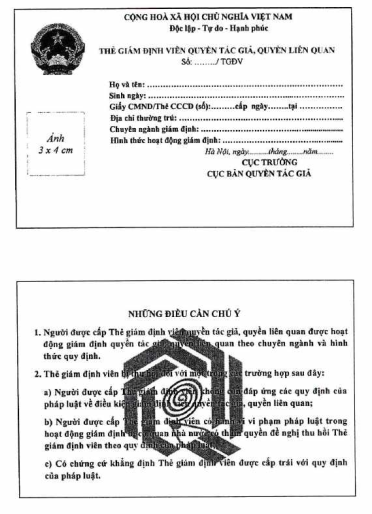 CỘNG HOÀ XÃ HỘI CHỦ NGHĨA VIỆT NAM
Độc lập - Tự do - Hạnh phúc
THẺ GIÁM ĐỊNH VIÊN QUYỀN TÁC GIẢ, QUYỀN LIÊN QUAN
Số: ......../ TGĐV
Họ và tên: ....................................................
Sinh ngày: ....................................................
Giấy CMND/Thẻ CCCD (số):.........cấp ngày.......tại ................
Địa chỉ thường trú: ..............................................
Chuyên ngành giám định: ..........................................
Hình thức hoạt động giám định: ...................................
Ảnh
3 x 4 cm
Hà Nội, ngày.........tháng.........năm........
CỤC TRƯỞNG
CỤC BẢN QUYỀN TÁC GIẢ
NHỮNG ĐIỀU CẦN CHÚ Ý
1. Người được cấp Thẻ giám định viên quyền tác giả, quyền liên quan được hoạt
động giám định quyền tác giả, quyền liên quan theo chuyên ngành và hình
thức quy định.
2. Thẻ giám định viên bị thu hồi đối với một trong các trường hợp sau đây:
a) Người được cấp Thẻ giám định viên không còn đáp ứng các quy định của
pháp luật về điều kiện giám định viên quyền tác giả, quyền liên quan;
b) Người được cấp Thẻ giám định viên có hành vi vi phạm pháp luật trong
hoạt động giám định được cơ quan nhà nước có thẩm quyền đề nghị thu hồi Thẻ
giám định viên theo quy định của pháp luật;
c) Có chứng cứ khẳng định Thẻ giám định viên được cấp trái với quy định
của pháp luật.